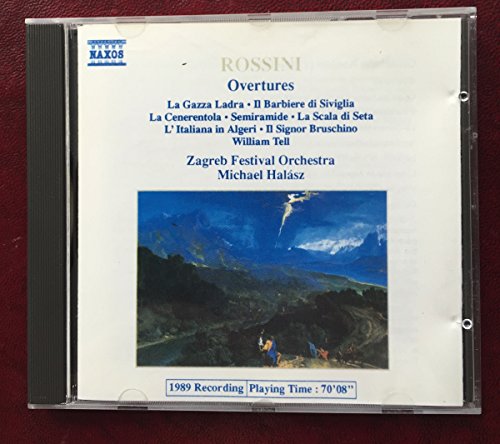 NAXOS
ROSSINI
Overtures
La Gazza Ladra • Il Barbiere di Siviglia
La Cenerentola • Semiramide • La Scala di Seta
L' Italiana in Algeri • Il Signor Bruschino
William Tell
Zagreb Festival Orchestra
Michael Halász
1989 Recording Playing Time : 70'08"